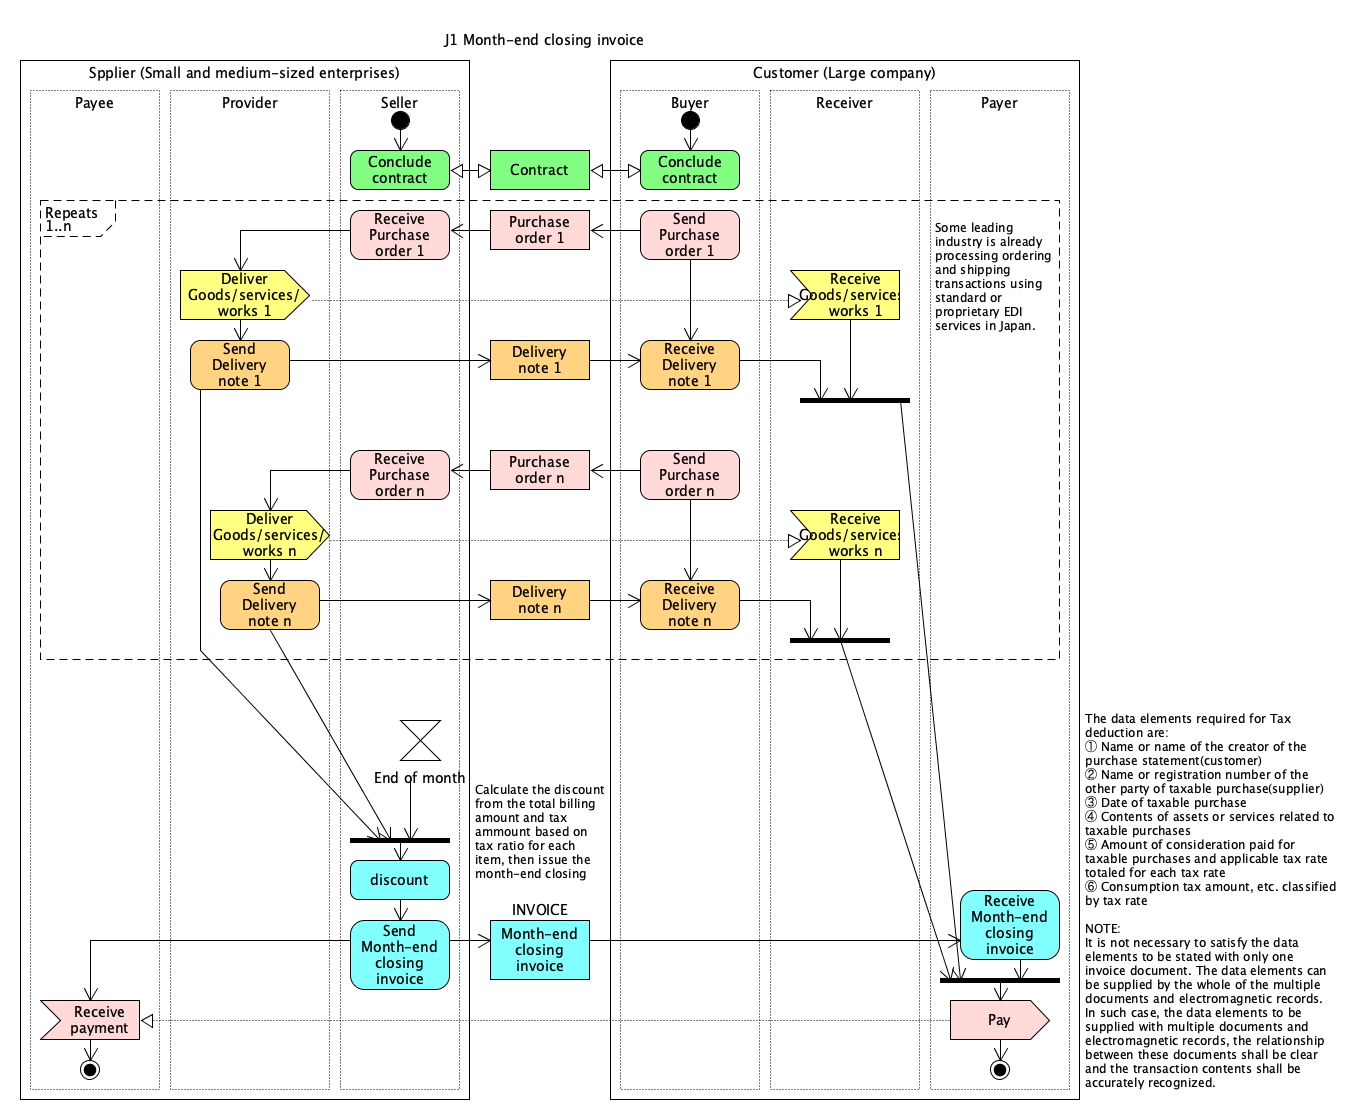 J1 Month-end closing invoice
Spplier (Small and medium-sized enterprises)
Customer (Large company)
Payee
Provider
Seller
Buyer
Receiver
Payer
Conclude
contract
Contract
Conclude
contract
Repeats
1..n
Receive
Purchase
order 1
Purchase
order 1
Send
Purchase
order 1
Some leading
industry is already
processing ordering
and shipping
transactions using
standard or
proprietary EDI
services in Japan.
Deliver
Goods/services/
works 1
Receive
Goods/services
works 1
Send
Delivery
note 1
Delivery
note 1
Receive
Delivery
note 1
Receive
Purchase
order n
Purchase
order n
Send
Purchase
order n
Deliver
Goods/services/
works n
Receive
Goods/services
works n
Send
Delivery
note n
Delivery
note n
Receive
Delivery
note n
End of month
Calculate the discount
from the total billing
amount and tax
ammount based on
tax ratio for each
item, then issue the
month-end closing
discount
INVOICE
Send
Month-end
closing
invoice
Month-end
closing
invoice
Receive
Month-end
closing
invoice
Receive
payment
Pay
The data elements required for Tax
deduction are:
① Name or name of the creator of the
purchase statement(customer)
② Name or registration number of the
other party of taxable purchase(supplier)
③ Date of taxable purchase
④ Contents of assets or services related to
taxable purchases
⑤ Amount of consideration paid for
taxable purchases and applicable tax rate
totaled for each tax rate
⑥ Consumption tax amount, etc. classified
by tax rate
NOTE:
It is not necessary to satisfy the data
elements to be stated with only one
invoice document. The data elements can
be supplied by the whole of the multiple
documents and electromagnetic records.
In such case, the data elements to be
supplied with multiple documents and
electromagnetic records, the relationship
between these documents shall be clear
and the transaction contents shall be
accurately recognized.